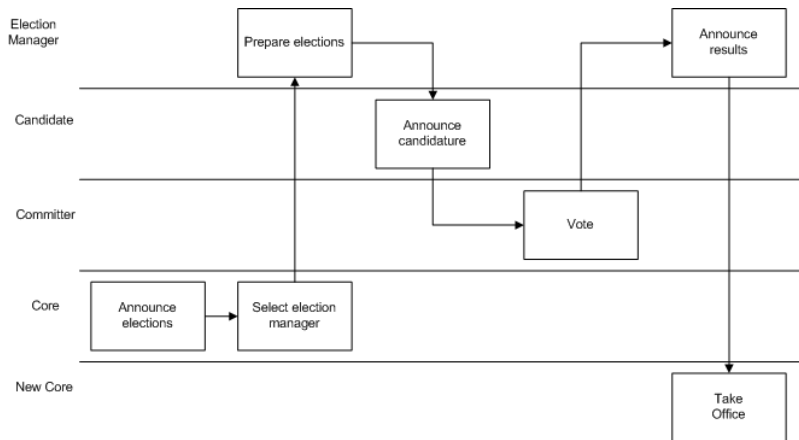 Election
Manager
Prepare elections
Announce
results
Candidate
Announce
candidature
Committer
Vote
Core
Announce
elections
Select election
manager
New Core
Take
Office